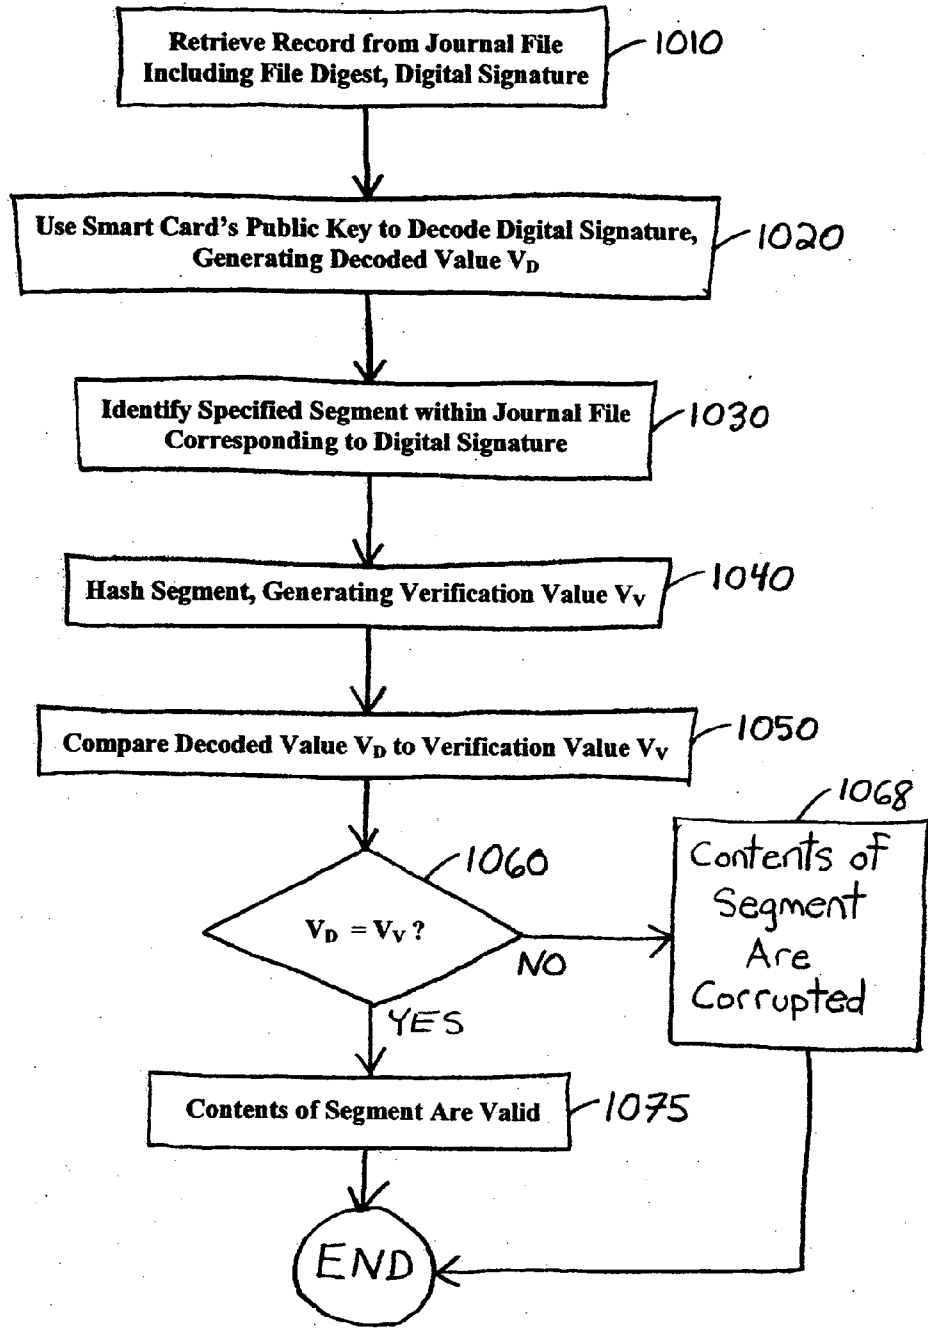 Retrieve Record from Journal File
Including File Digest, Digital Signature
1010
Use Smart Card's Public Key to Decode Digital Signature,
Generating Decoded Value VD
1020
Identify Specified Segment within Journal File
Corresponding to Digital Signature
1030
Hash Segment, Generating Verification Value VV
1040
Compare Decoded Value VD to Verification Value VV
1050
VD = VV ?
1060
NO
YES
1068
Contents of
Segment
Are
Corrupted
Contents of Segment Are Valid
1075
END